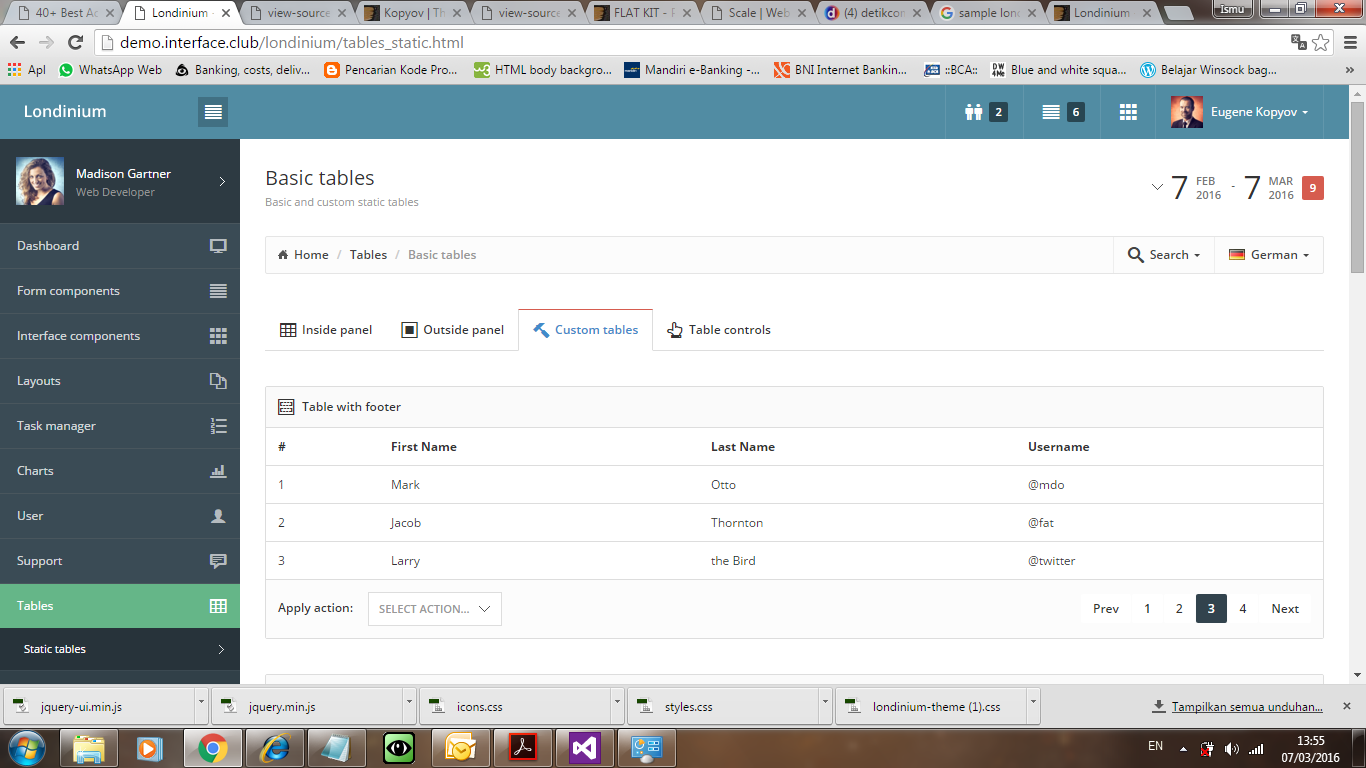 40+ Best Ac
Londinium -
view-source
Kopyov | Th
view-source
FLAT KIT - F
Scale | Web
(4) detikcon
sample lond
Londinium
ismu
demo.interface.club/londinium/tables_static.html
Apl
WhatsApp Web
Banking, costs, deliv...
Pencarian Kode Pro...
HTML body backgro...
Mandiri e-Banking -...
BNI Internet Bankin...
::BCA::
Blue and white squa...
Belajar Winsock bag...
»
Londinium
2
6
Eugene Kopyov
Madison Gartner
Web Developer
Basic tables
Basic and custom static tables
7 FEB 2016 - 7 MAR 2016 9
Dashboard
Form components
Interface components
Layouts
Task manager
Charts
User
Support
Tables
Static tables
Home / Tables / Basic tables
Search
German
Inside panel
Outside panel
Custom tables
Table controls
Table with footer
# First Name Last Name Username
1 Mark Otto @mdo
2 Jacob Thornton @fat
3 Larry the Bird @twitter
Apply action: SELECT ACTION...
Prev 1 2 3 4 Next
jquery-ui.min.js
jquery.min.js
icons.css
styles.css
londinium-theme (1).css
Tampilkan semua unduhan...
EN
13:55
07/03/2016